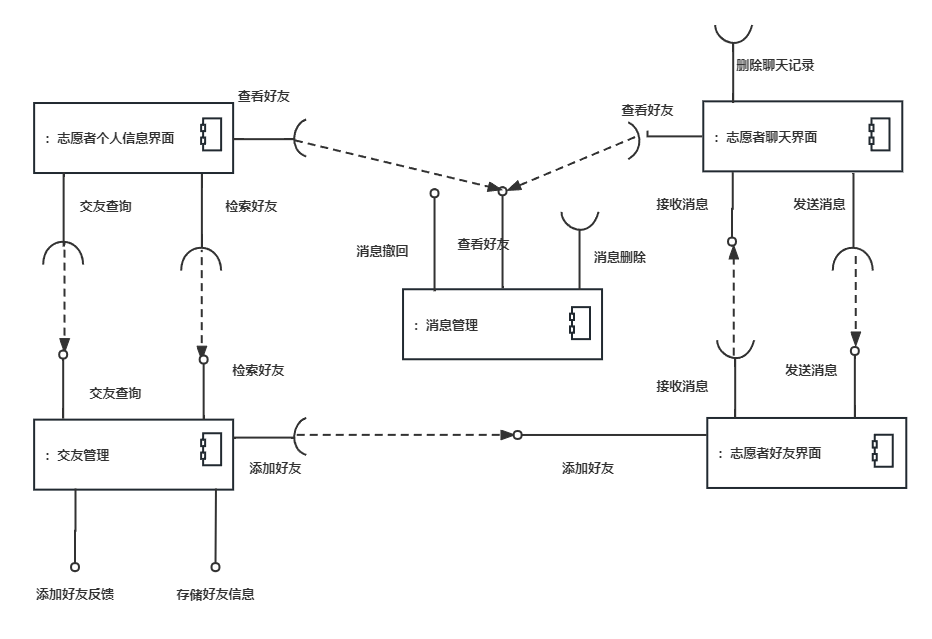 删除聊天记录
查看好友
查看好友
: 志愿者个人信息界面
: 志愿者聊天界面
交友查询
检索好友
接收消息
发送消息
消息撤回
查看好友
消息删除
: 消息管理
交友查询
检索好友
接收消息
发送消息
: 交友管理
添加好友
添加好友
: 志愿者好友界面
添加好友反馈
存储好友信息